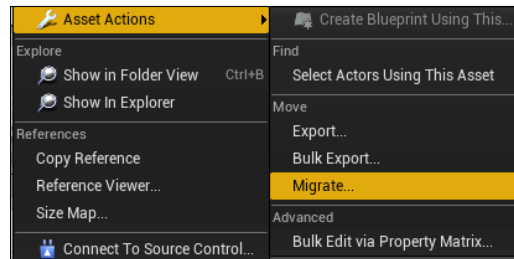 Asset Actions
Explore
Show in Folder View Ctrl+B
Show In Explorer
References
Copy Reference
Reference Viewer...
Size Map...
Connect To Source Control...
Create Blueprint Using This...
Find
Select Actors Using This Asset
Move
Export...
Bulk Export...
Migrate...
Advanced
Bulk Edit via Property Matrix...